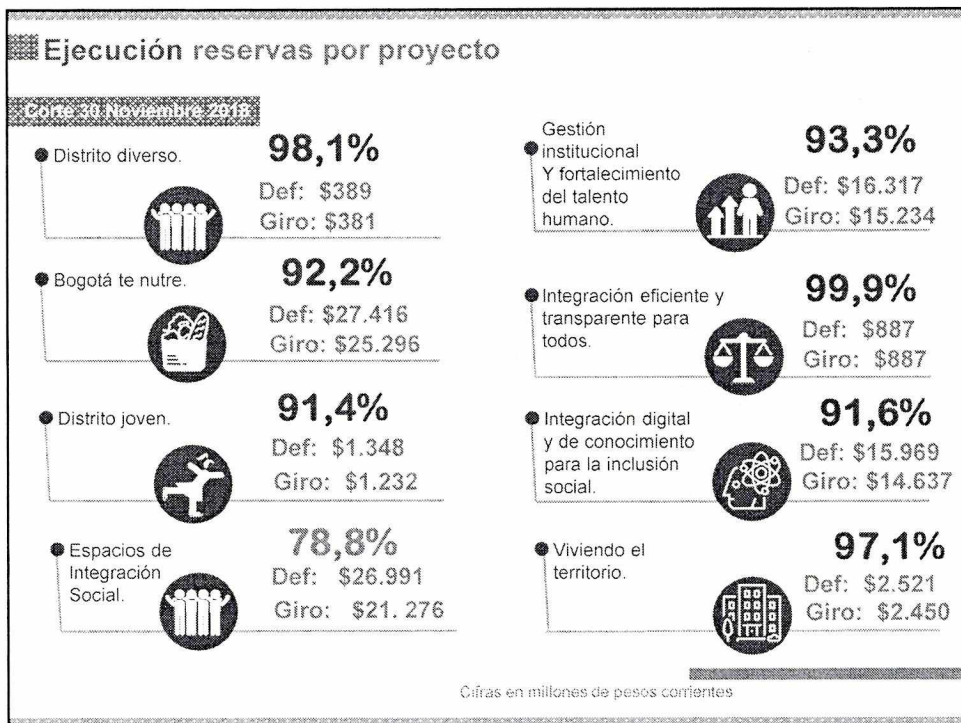 Ejecución reservas por proyecto
Corte 30 Noviembre 2018
Distrito diverso.
98,1%
Def: $389
Giro: $381
Bogotá te nutre.
92,2%
Def: $27.416
Giro: $25.296
Distrito joven.
91,4%
Def: $1.348
Giro: $1.232
Espacios de
Integración
Social.
78,8%
Def: $26.991
Giro: $21. 276
Gestión
institucional
Y fortalecimiento
del talento
humano.
93,3%
Def: $16.317
Giro: $15.234
Integración eficiente y
transparente para
todos.
99,9%
Def: $887
Giro: $887
Integración digital
y de conocimiento
para la inclusión
social.
91,6%
Def: $15.969
Giro: $14.637
Viviendo el
territorio.
97,1%
Def: $2.521
Giro: $2.450
Cifras en millones de pesos corrientes